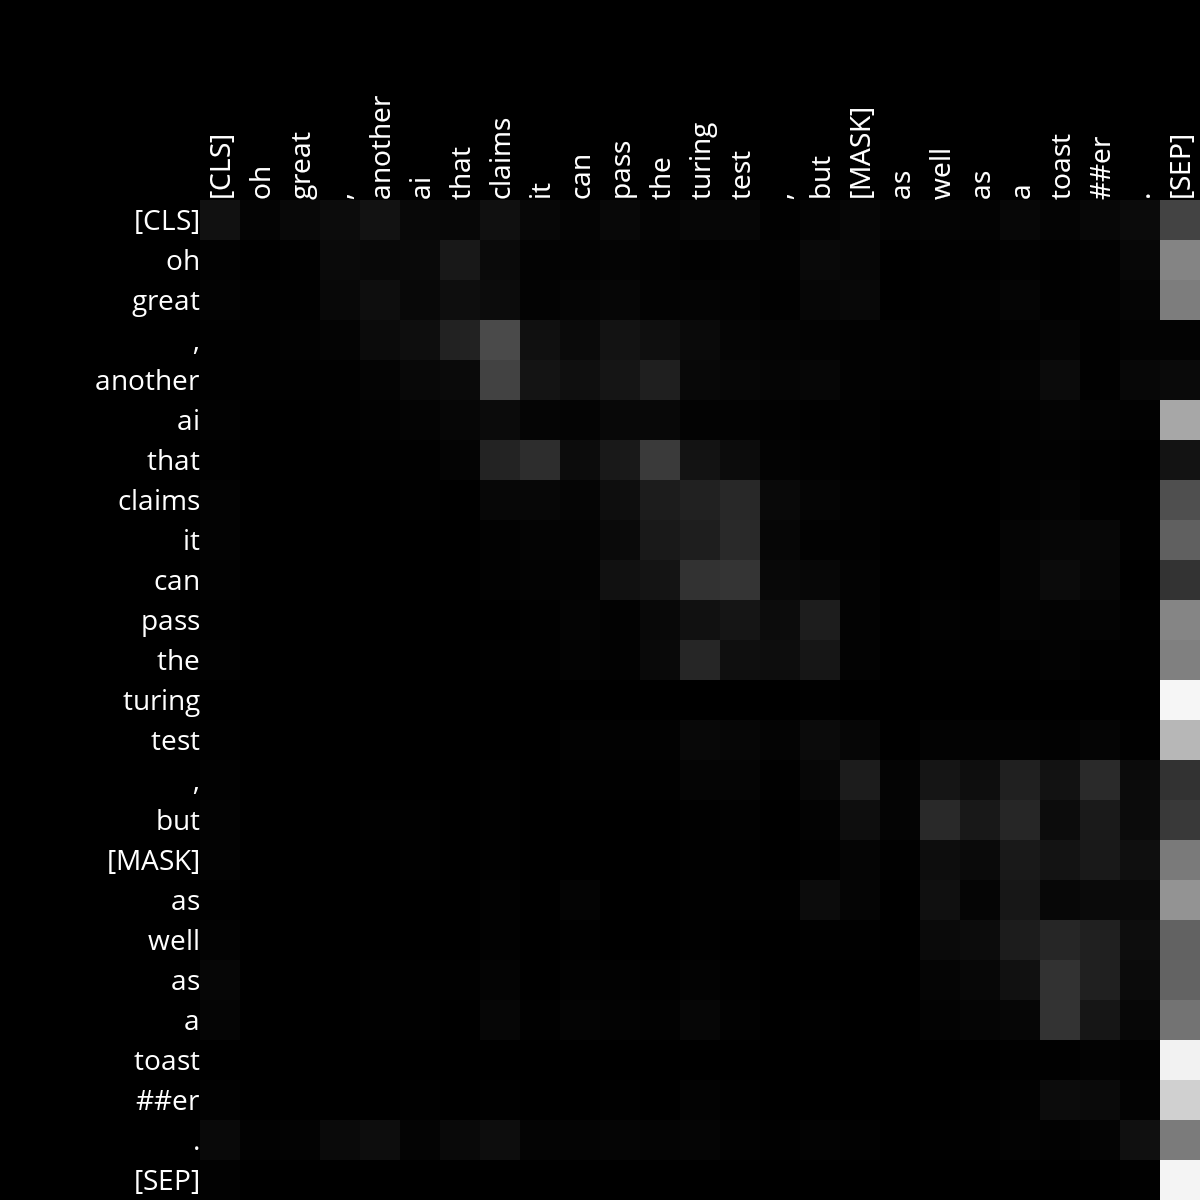 [CLS] oh great , another ai that claims it can pass the turing test , but [MASK] as well as a toast ##er . [SEP]
[CLS]
oh
great
,
another
ai
that
claims
it
can
pass
the
turing
test
,
but
[MASK]
as
well
as
a
toast
##er
.
[SEP]